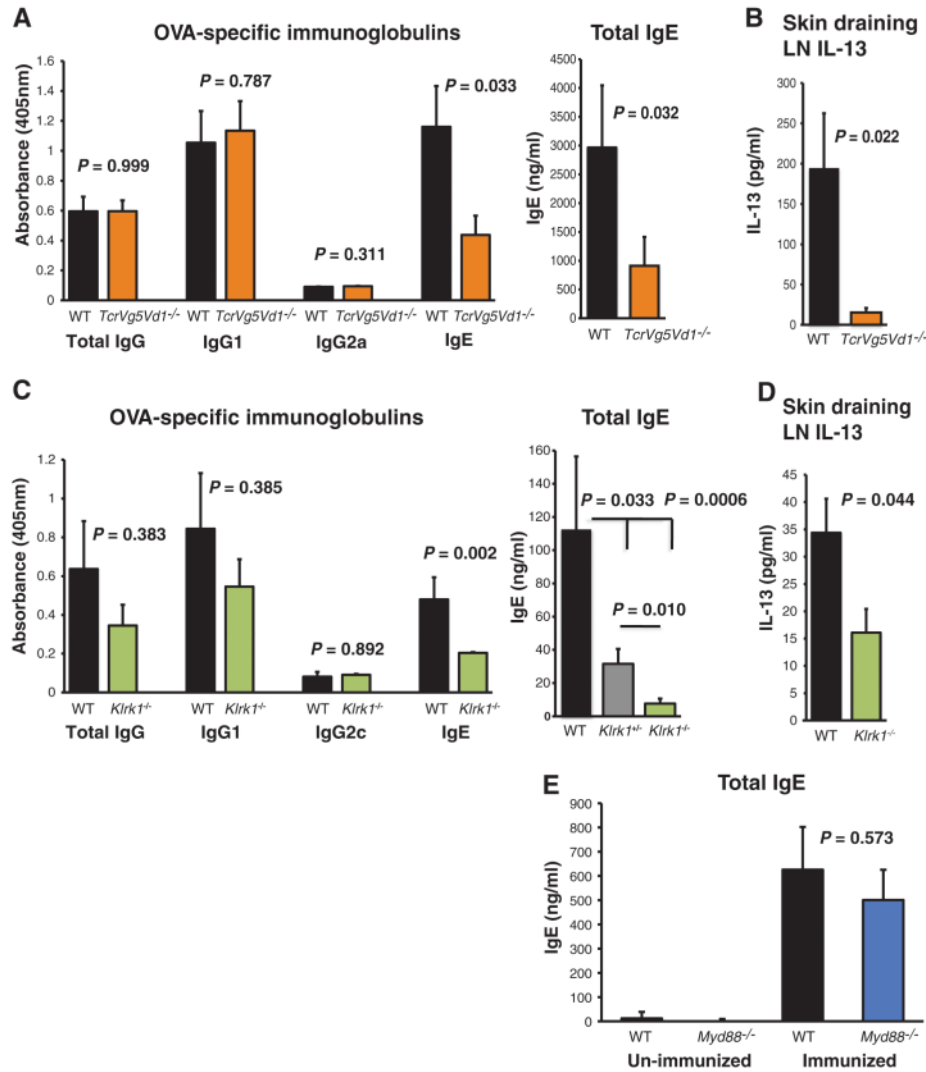 A
OVA-specific immunoglobulins
Absorbance (405nm)
1.6
1.4
1.2
1
0.8
0.6
0.4
0.2
0
P = 0.999
P = 0.787
P = 0.311
P = 0.033
WT TcrVg5Vd1-/- WT TcrVg5Vd1-/- WT TcrVg5Vd1-/- WT TcrVg5Vd1-/-
Total IgG IgG1 IgG2a IgE
Total IgE
IgE (ng/ml)
4500
4000
3500
3000
2500
2000
1500
1000
500
0
P = 0.032
WT TcrVg5Vd1-/-
B
Skin draining
LN IL-13
IL-13 (pg/ml)
300
250
200
150
100
50
0
P = 0.022
WT TcrVg5Vd1-/-
C
OVA-specific immunoglobulins
Absorbance (405nm)
1.2
1
0.8
0.6
0.4
0.2
0
P = 0.383
P = 0.385
P = 0.892
P = 0.002
WT Klrk1-/- WT Klrk1-/- WT Klrk1-/- WT Klrk1-/-
Total IgG IgG1 IgG2c IgE
Total IgE
IgE (ng/ml)
160
140
120
100
80
60
40
20
0
P = 0.033 P = 0.0006
P = 0.010
WT Klrk1+/- Klrk1-/-
D
Skin draining
LN IL-13
IL-13 (pg/ml)
45
40
35
30
25
20
15
10
5
0
P = 0.044
WT Klrk1-/-
E
Total IgE
IgE (ng/ml)
900
800
700
600
500
400
300
200
100
0
P = 0.573
WT Myd88-/- WT Myd88-/-
Un-immunized Immunized